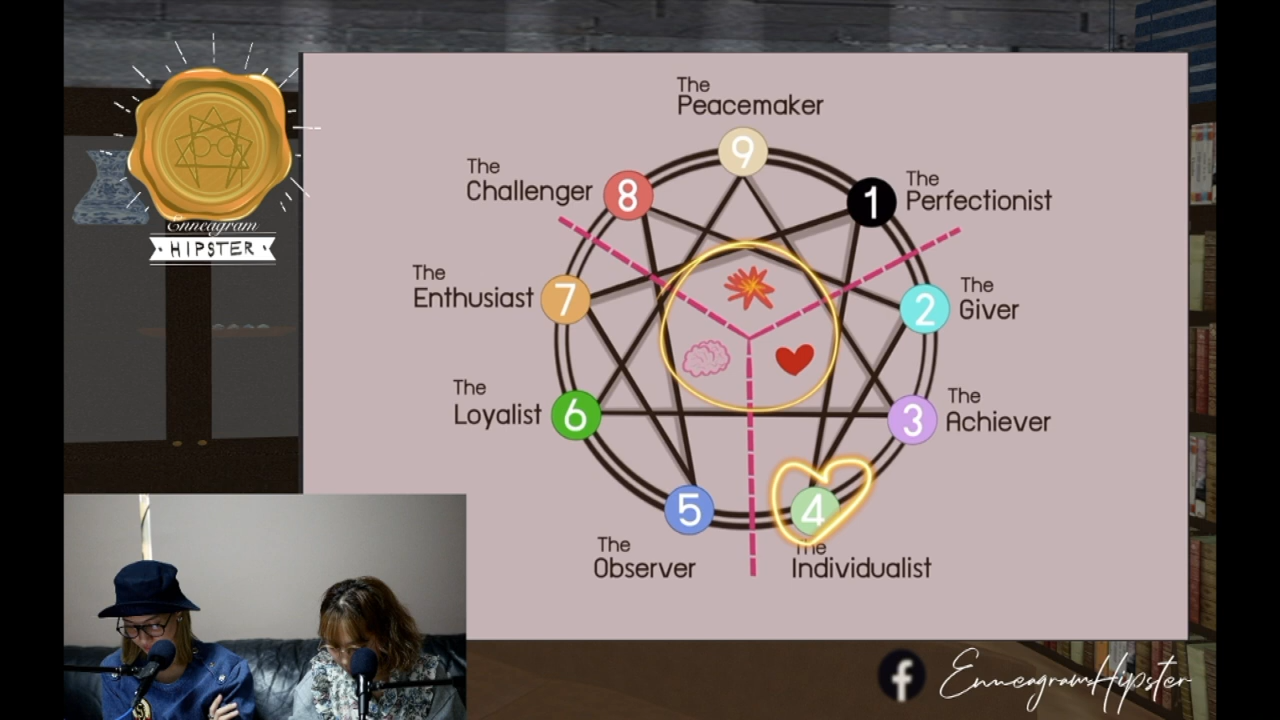 The
Peacemaker
9
The
Challenger
8
1
The
Perfectionist
The
Enthusiast
7
2
The
Giver
The
Loyalist
6
3
The
Achiever
5
4
The
Observer
The
Individualist
Enneagram
HIPSTER
f
EnneagramHipster